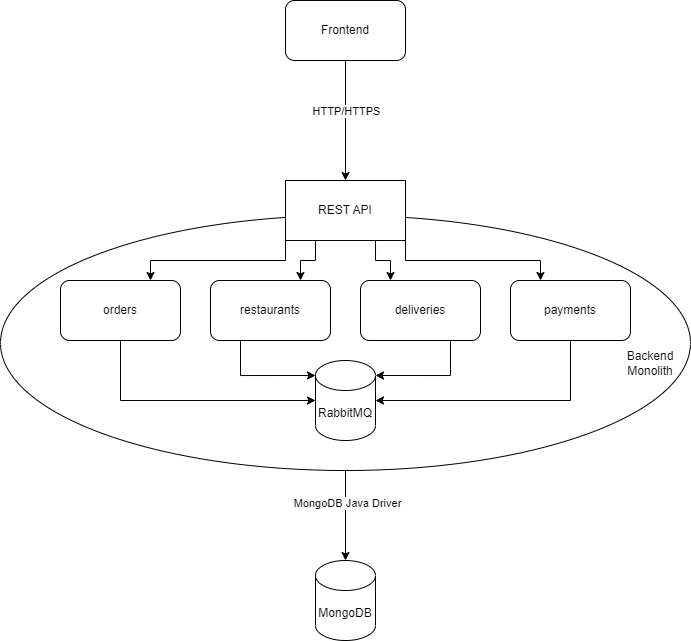 Frontend
HTTP/HTTPS
REST API
orders
restaurants
deliveries
payments
Backend
Monolith
RabbitMQ
MongoDB Java Driver
MongoDB